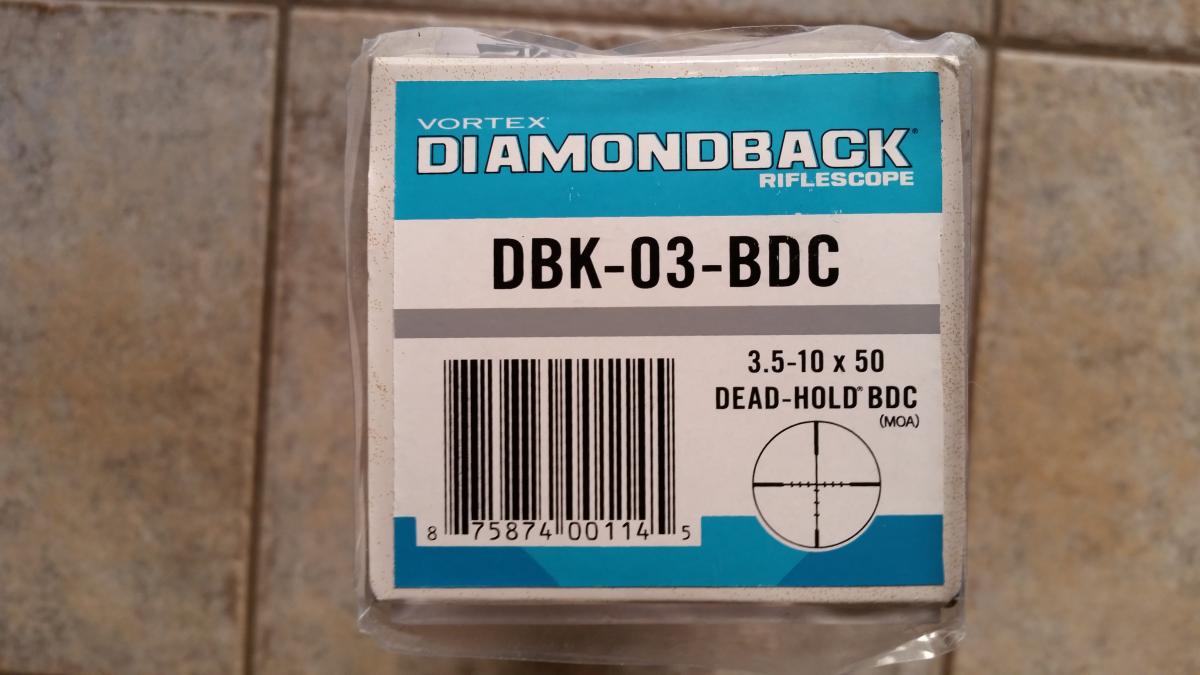 VORTEX
DIAMONDBACK®
RIFLESCOPE
DBK-03-BDC
3.5-10 x 50
DEAD-HOLD® BDC
(MOA)
8 75874 00114 5